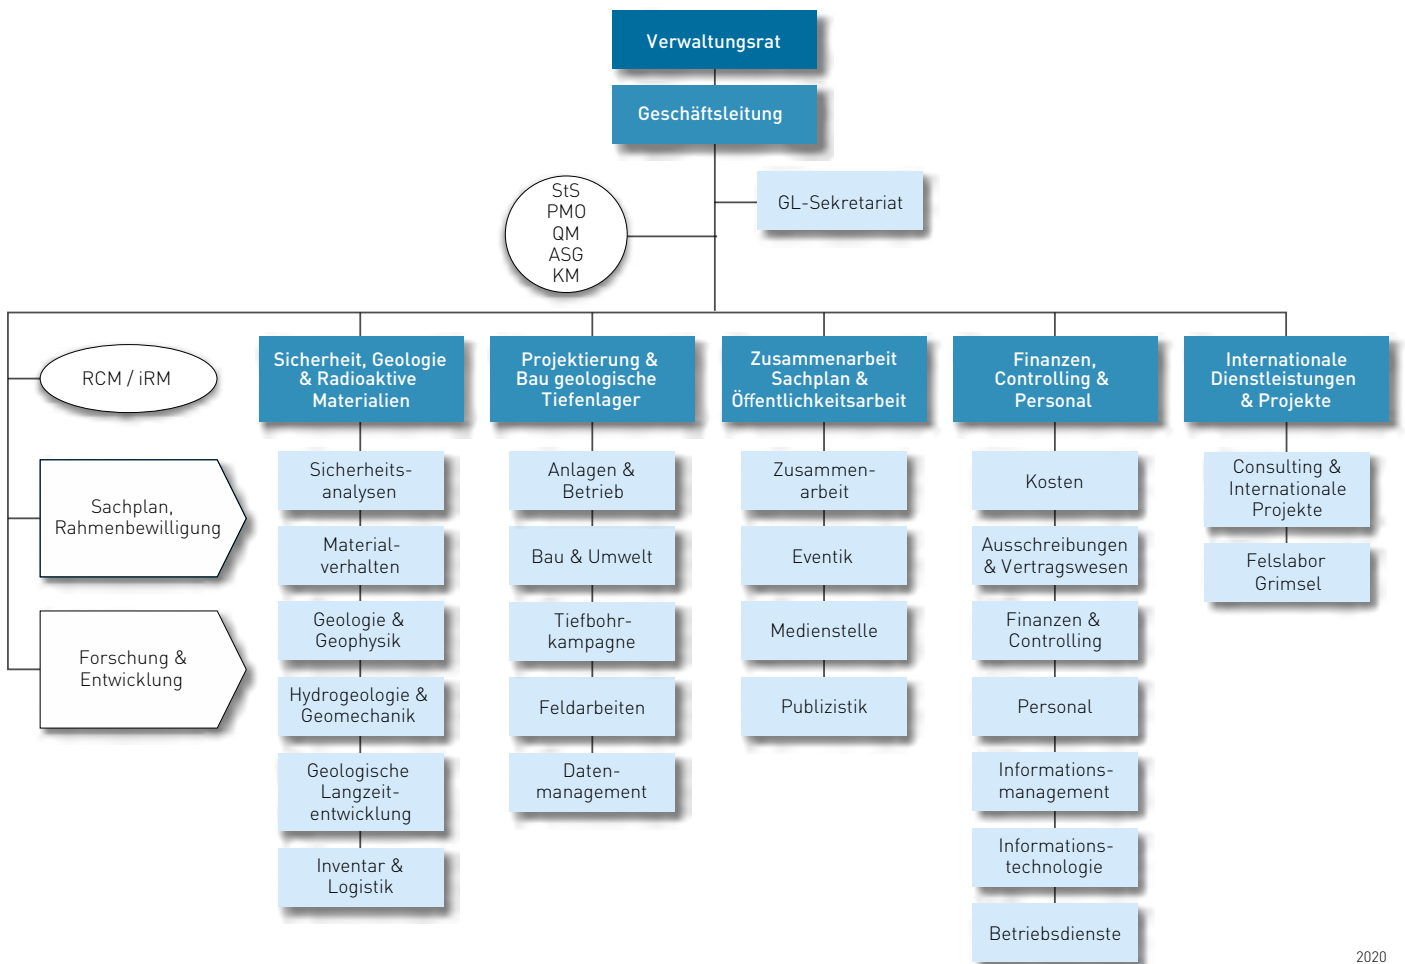 Verwaltungsrat
Geschäftsleitung
StS
PMO
QM
ASG
KM
GL-Sekretariat
RCM / iRM
Sachplan,
Rahmenbewilligung
Forschung &
Entwicklung
Sicherheit, Geologie
& Radioaktive
Materialien
Sicherheits-
analysen
Material-
verhalten
Geologie &
Geophysik
Hydrogeologie &
Geomechanik
Geologische
Langzeit-
entwicklung
Inventar &
Logistik
Projektierung &
Bau geologische
Tiefenlager
Anlagen &
Betrieb
Bau & Umwelt
Tiefbohr-
kampagne
Feldarbeiten
Daten-
management
Zusammenarbeit
Sachplan &
Öffentlichkeitsarbeit
Zusammen-
arbeit
Eventik
Medienstelle
Publizistik
Finanzen,
Controlling &
Personal
Kosten
Ausschreibungen
& Vertragswesen
Finanzen &
Controlling
Personal
Informations-
management
Informations-
technologie
Betriebsdienste
Internationale
Dienstleistungen
& Projekte
Consulting &
Internationale
Projekte
Felslabor
Grimsel
2020